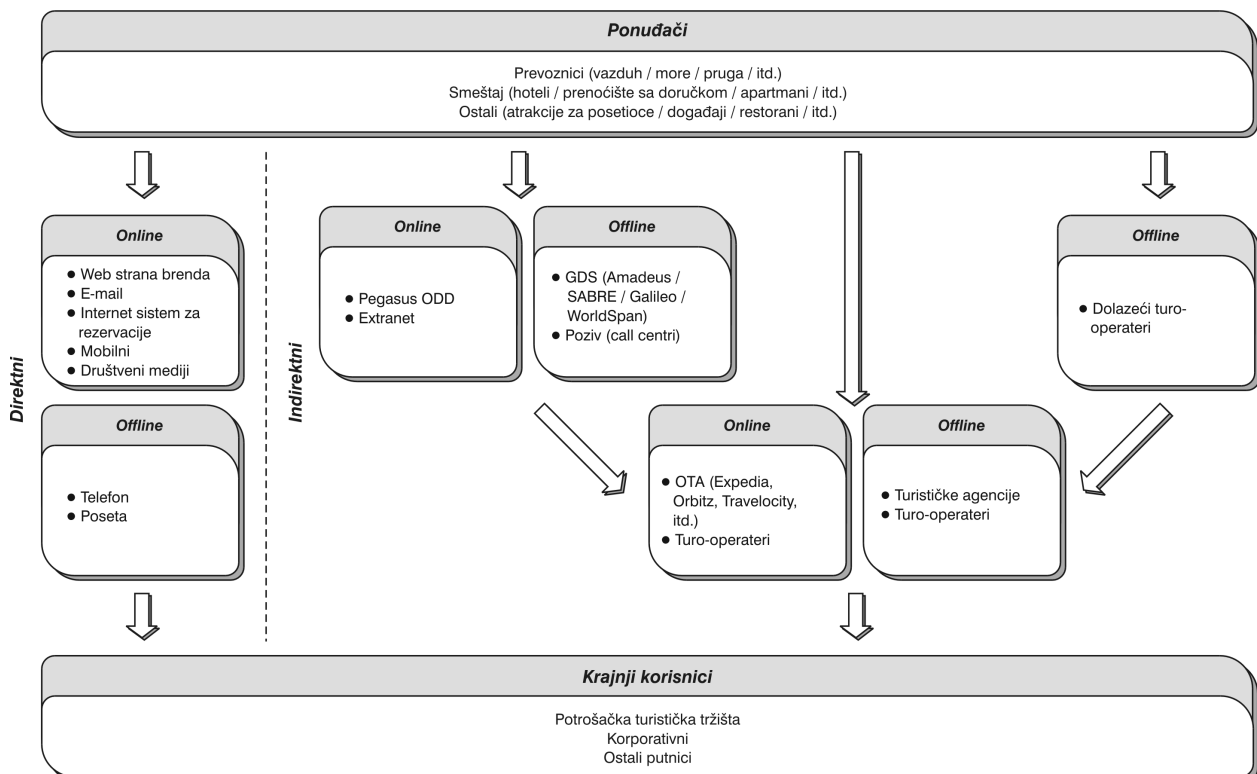 Ponuđači
Prevoznici (vazduh / more / pruga / itd.)
Smeštaj (hoteli / prenoćište sa doručkom / apartmani / itd.)
Ostali (atrakcije za posetioce / događaji / restorani / itd.)
Direktni
Online
● Web strana brenda
● E-mail
● Internet sistem za
rezervacije
● Mobilni
● Društveni mediji
Offline
● Telefon
● Poseta
Indirektni
Online
● Pegasus ODD
● Extranet
Offline
● GDS (Amadeus /
SABRE / Galileo /
WorldSpan)
● Poziv (call centri)
Offline
● Dolazeći turo-
operateri
Online
● OTA (Expedia,
Orbitz, Travelocity,
itd.)
● Turo-operateri
Offline
● Turističke agencije
● Turo-operateri
Krajnji korisnici
Potrošačka turistička tržišta
Korporativni
Ostali putnici